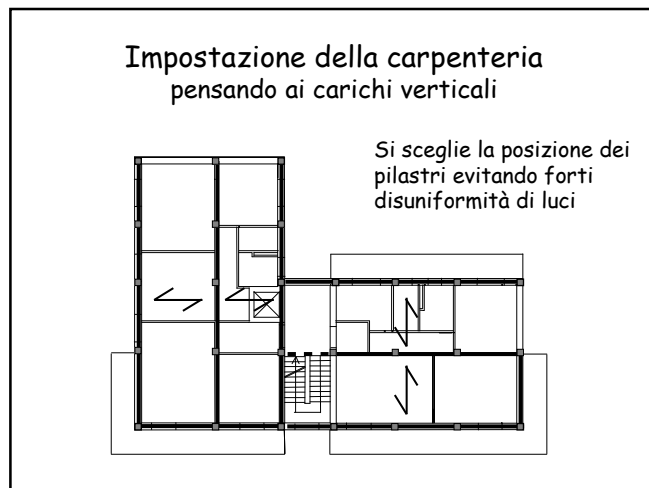 Impostazione della carpenteria
pensando ai carichi verticali
Si sceglie la posizione dei
pilastri evitando forti
disuniformità di luci